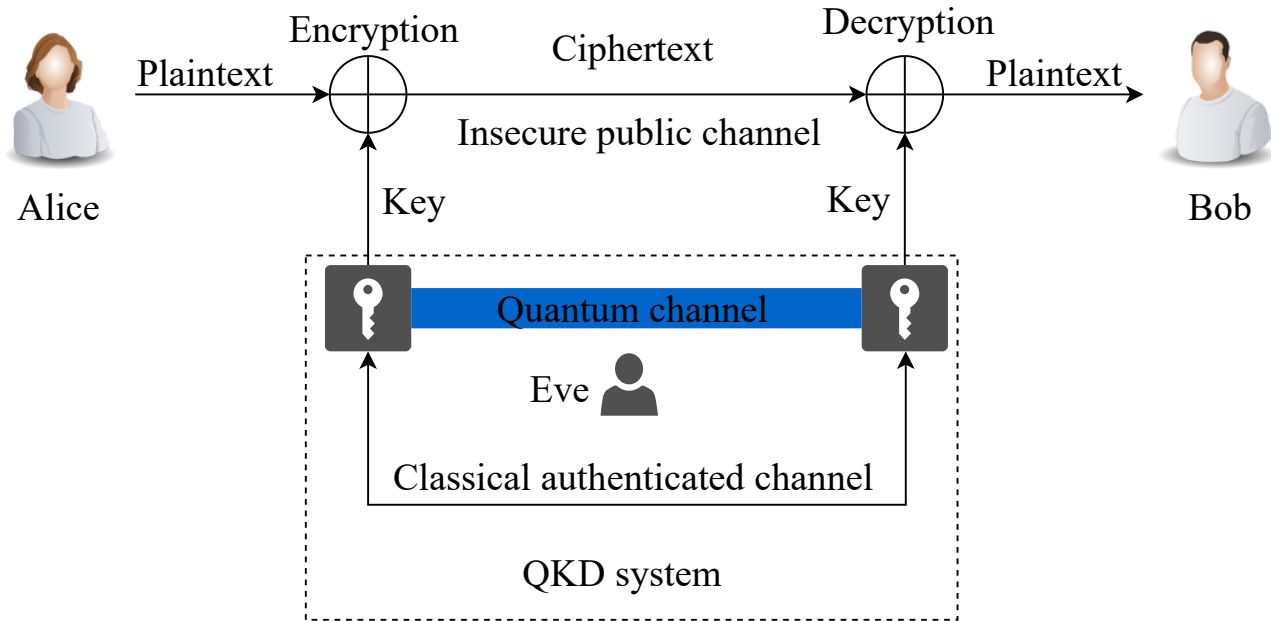 Encryption
Ciphertext
Decryption
Plaintext
Plaintext
Insecure public channel
Alice
Key
Key
Bob
Quantum channel
Eve
Classical authenticated channel
QKD system